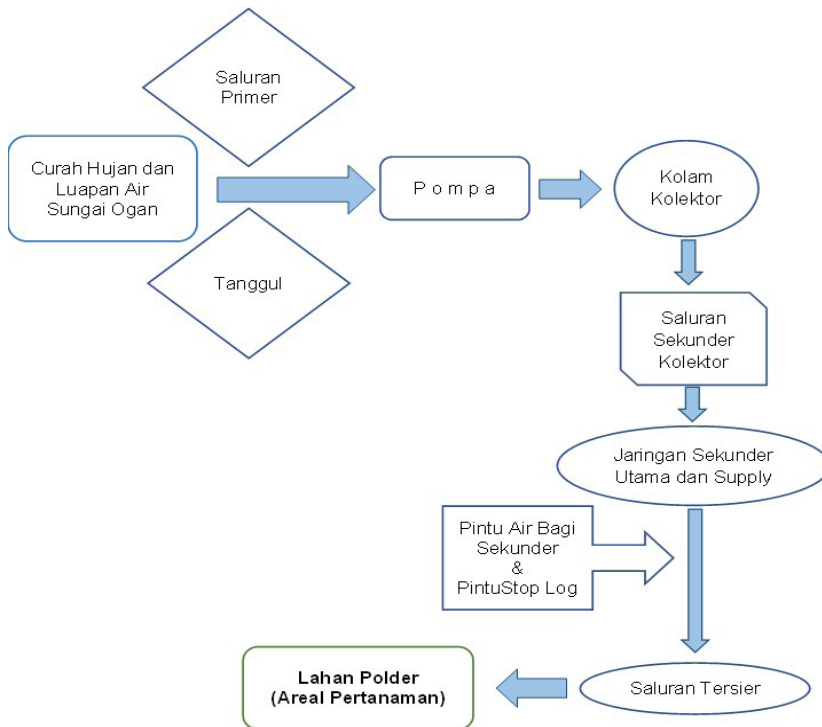 Saluran
Primer
Curah Hujan dan
Luapan Air
Sungai Ogan
P o m p a
Kolam
Kolektor
Tanggul
Saluran
Sekunder
Kolektor
Jaringan Sekunder
Utama dan Supply
Pintu Air Bagi
Sekunder
&
PintuStop Log
Saluran Tersier
Lahan Polder
(Areal Pertanaman)